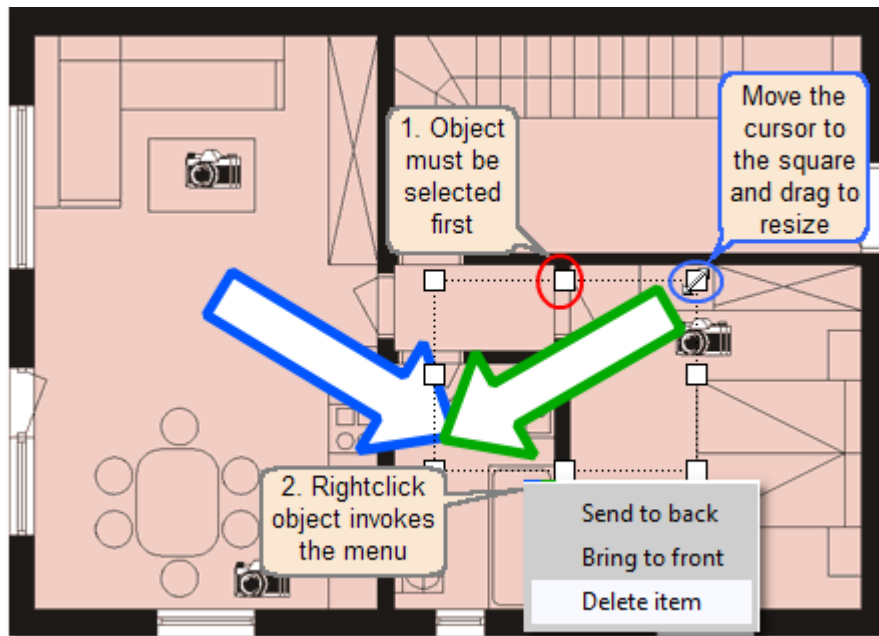 1. Object
must be
selected
first
Move the
cursor to
the square
and drag to
resize
2. Rightclick
object invokes
the menu
Send to back
Bring to front
Delete item